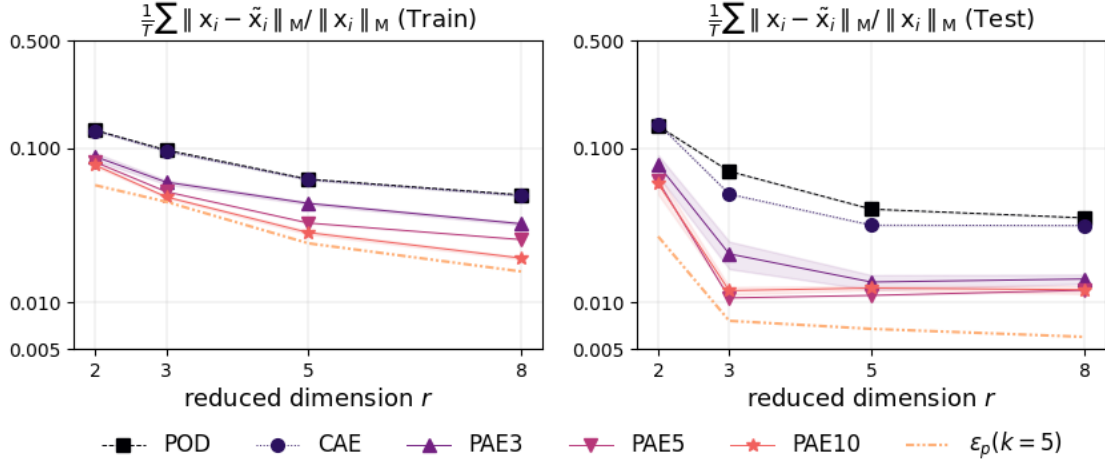 1/T ∑ ‖ x_i − x̃_i ‖_M / ‖ x_i ‖_M (Train)
0.500
0.100
0.010
0.005
2 3 5 8
reduced dimension r
1/T ∑ ‖ x_i − x̃_i ‖_M / ‖ x_i ‖_M (Test)
0.500
0.100
0.010
0.005
2 3 5 8
reduced dimension r
POD CAE PAE3 PAE5 PAE10 ε_p(k = 5)